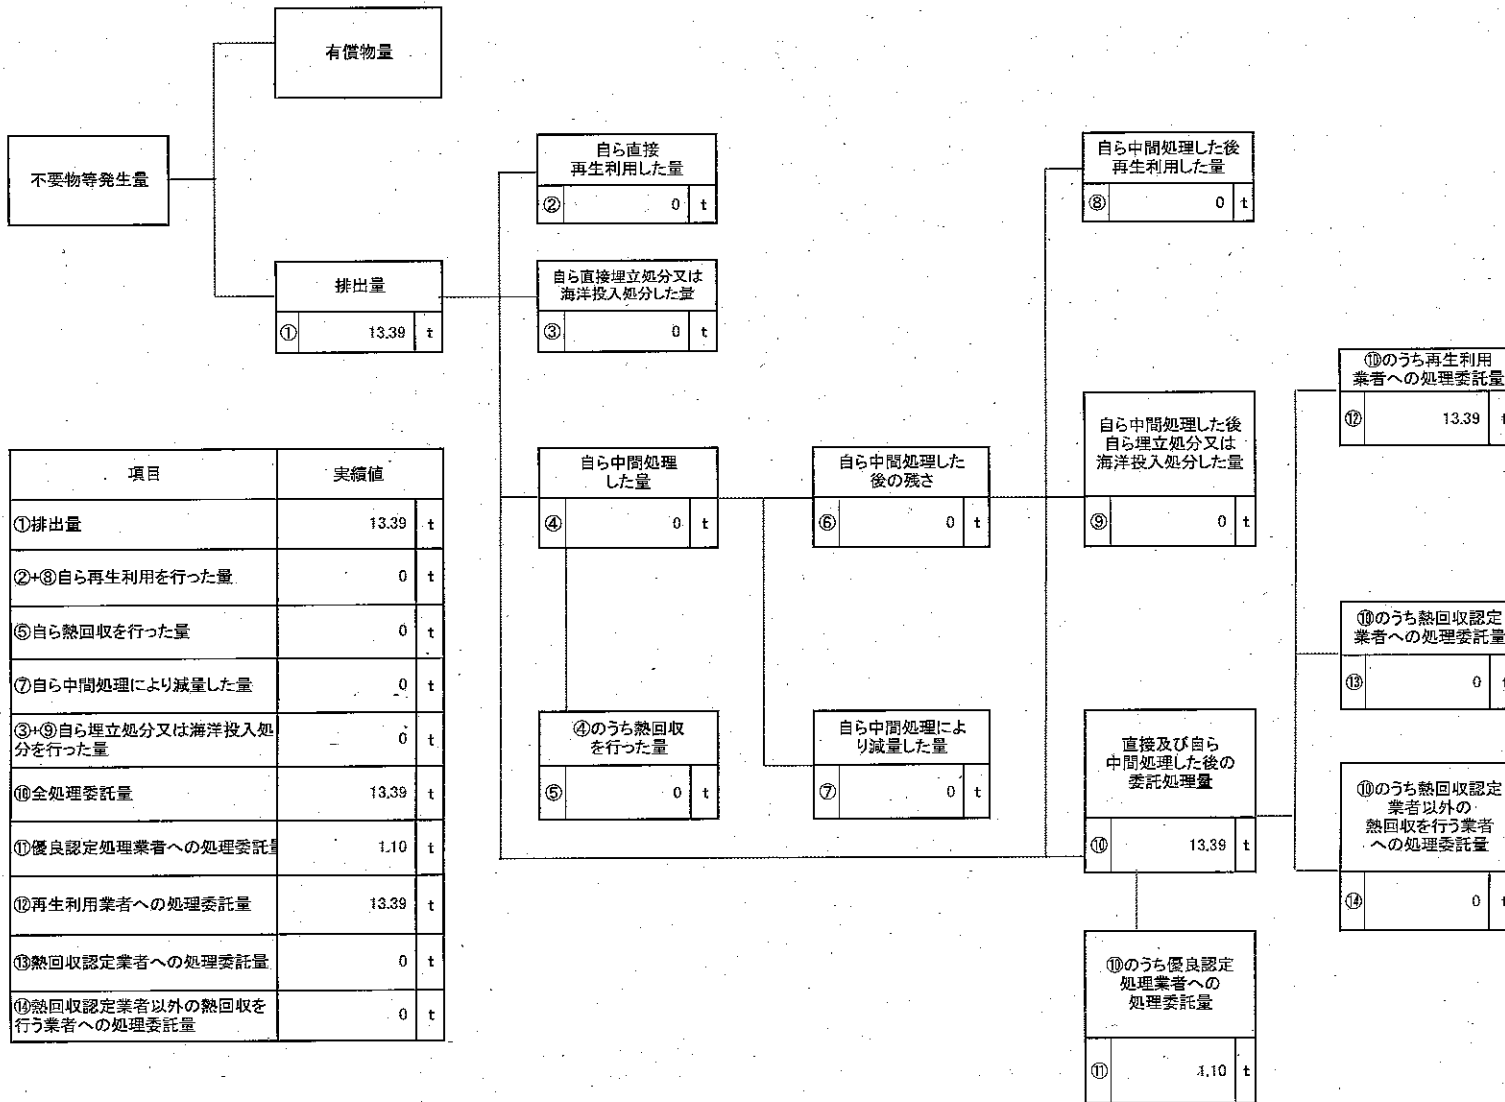 有償物量
不要物等発生量
排出量
① 13.39 t
自ら直接
再生利用した量
② 0 t
自ら直接埋立処分又は
海洋投入処分した量
③ 0 t
自ら中間処理
した量
④ 0 t
④のうち熱回収
を行った量
⑤ 0 t
自ら中間処理した
後の残さ
⑥ 0 t
自ら中間処理によ
り減量した量
⑦ 0 t
自ら中間処理した後
再生利用した量
⑧ 0 t
自ら中間処理した後
自ら埋立処分又は
海洋投入処分した量
⑨ 0 t
直接及び自ら
中間処理した後の
委託処理量
⑩ 13.39 t
⑩のうち優良認定
処理業者への
処理委託量
⑪ 1.10 t
⑩のうち再生利用
業者への処理委託量
⑫ 13.39 t
⑩のうち熱回収認定
業者への処理委託量
⑬ 0 t
⑩のうち熱回収認定
業者以外の
熱回収を行う業者
への処理委託量
⑭ 0 t
項目 実績値
①排出量 13.39 t
②+⑧自ら再生利用を行った量 0 t
⑤自ら熱回収を行った量 0 t
⑦自ら中間処理により減量した量 0 t
③+⑨自ら埋立処分又は海洋投入処
分を行った量 0 t
⑩全処理委託量 13.39 t
⑪優良認定処理業者への処理委託量 1.10 t
⑫再生利用業者への処理委託量 13.39 t
⑬熱回収認定業者への処理委託量 0 t
⑭熱回収認定業者以外の熱回収を
行う業者への処理委託量 0 t